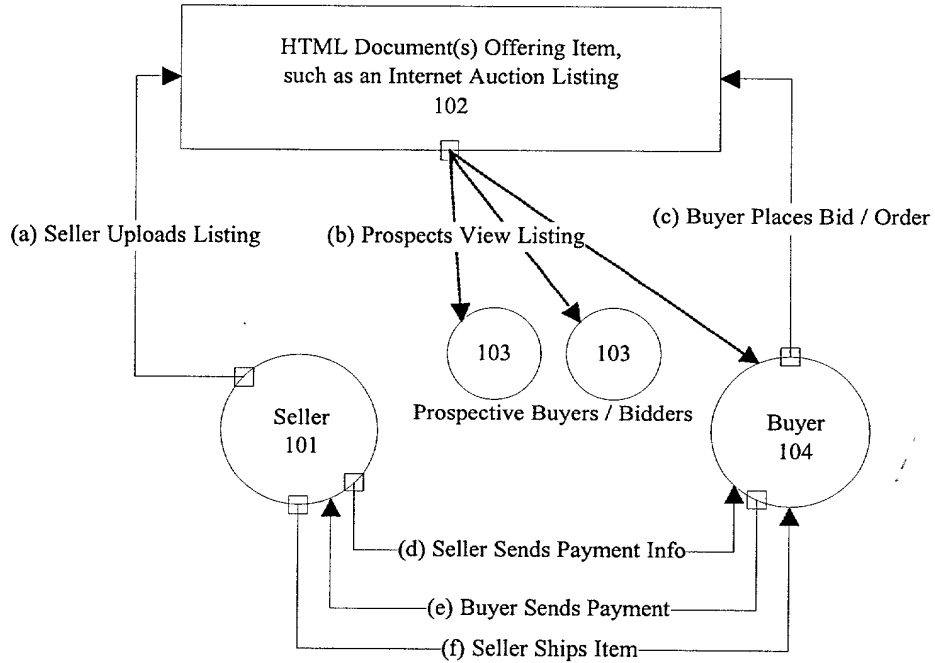 HTML Document(s) Offering Item,
such as an Internet Auction Listing
102
(a) Seller Uploads Listing
(b) Prospects View Listing
(c) Buyer Places Bid / Order
103
103
Prospective Buyers / Bidders
Seller
101
Buyer
104
(d) Seller Sends Payment Info
(e) Buyer Sends Payment
(f) Seller Ships Item